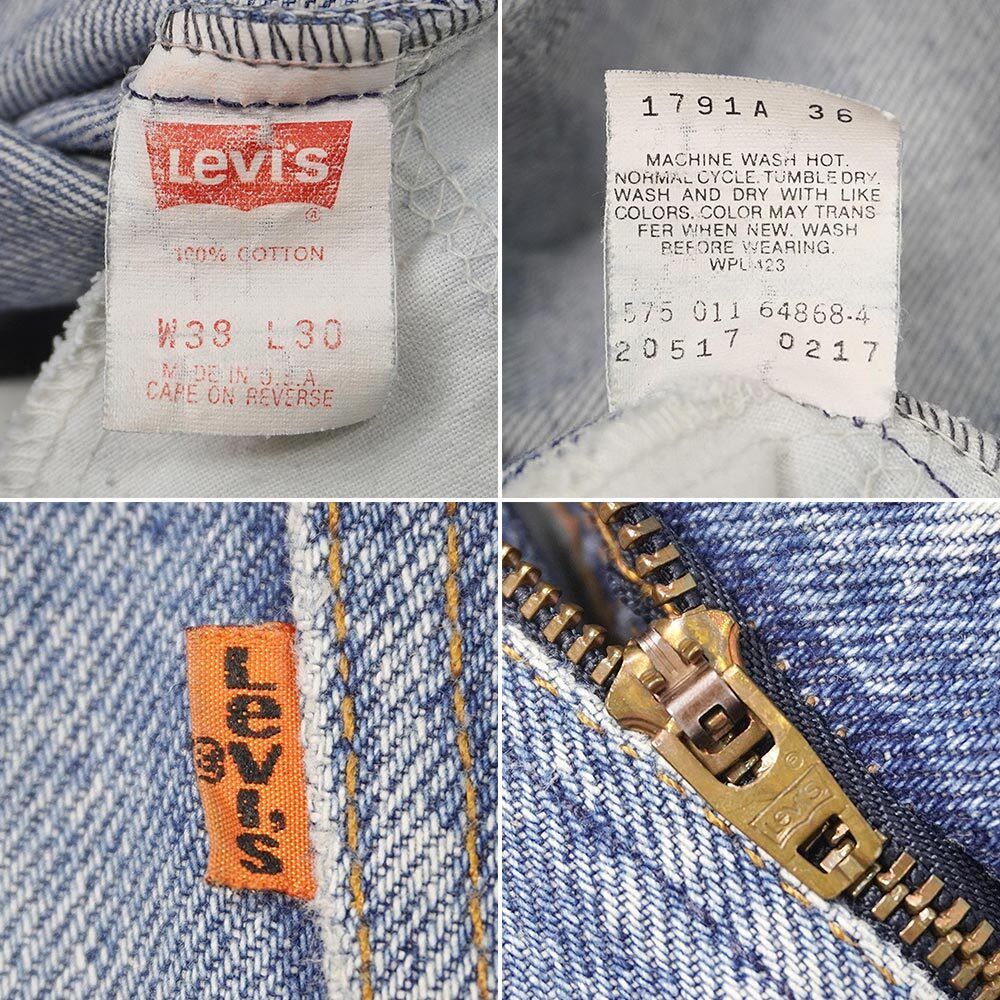 Levi's
®
100% COTTON
W38 L30
MADE IN U.S.A
CARE ON REVERSE
1791A 36
MACHINE WASH HOT.
NORMAL CYCLE. TUMBLE DRY.
WASH AND DRY WITH LIKE
COLORS. COLOR MAY TRANS
FER WHEN NEW. WASH
BEFORE WEARING.
WPL 423
575 011 64868-4
20517 0217
Levi's
®
Levi's
®